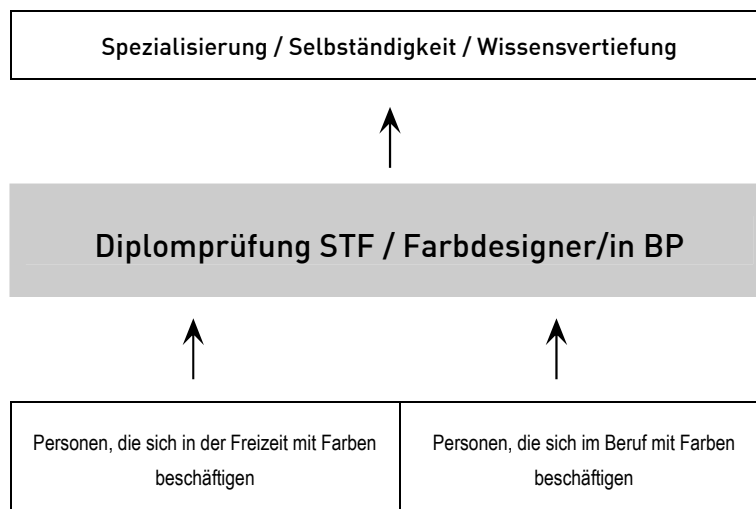 Spezialisierung / Selbständigkeit / Wissensvertiefung
Diplomprüfung STF / Farbdesigner/in BP
Personen, die sich in der Freizeit mit Farben
beschäftigen
Personen, die sich im Beruf mit Farben
beschäftigen